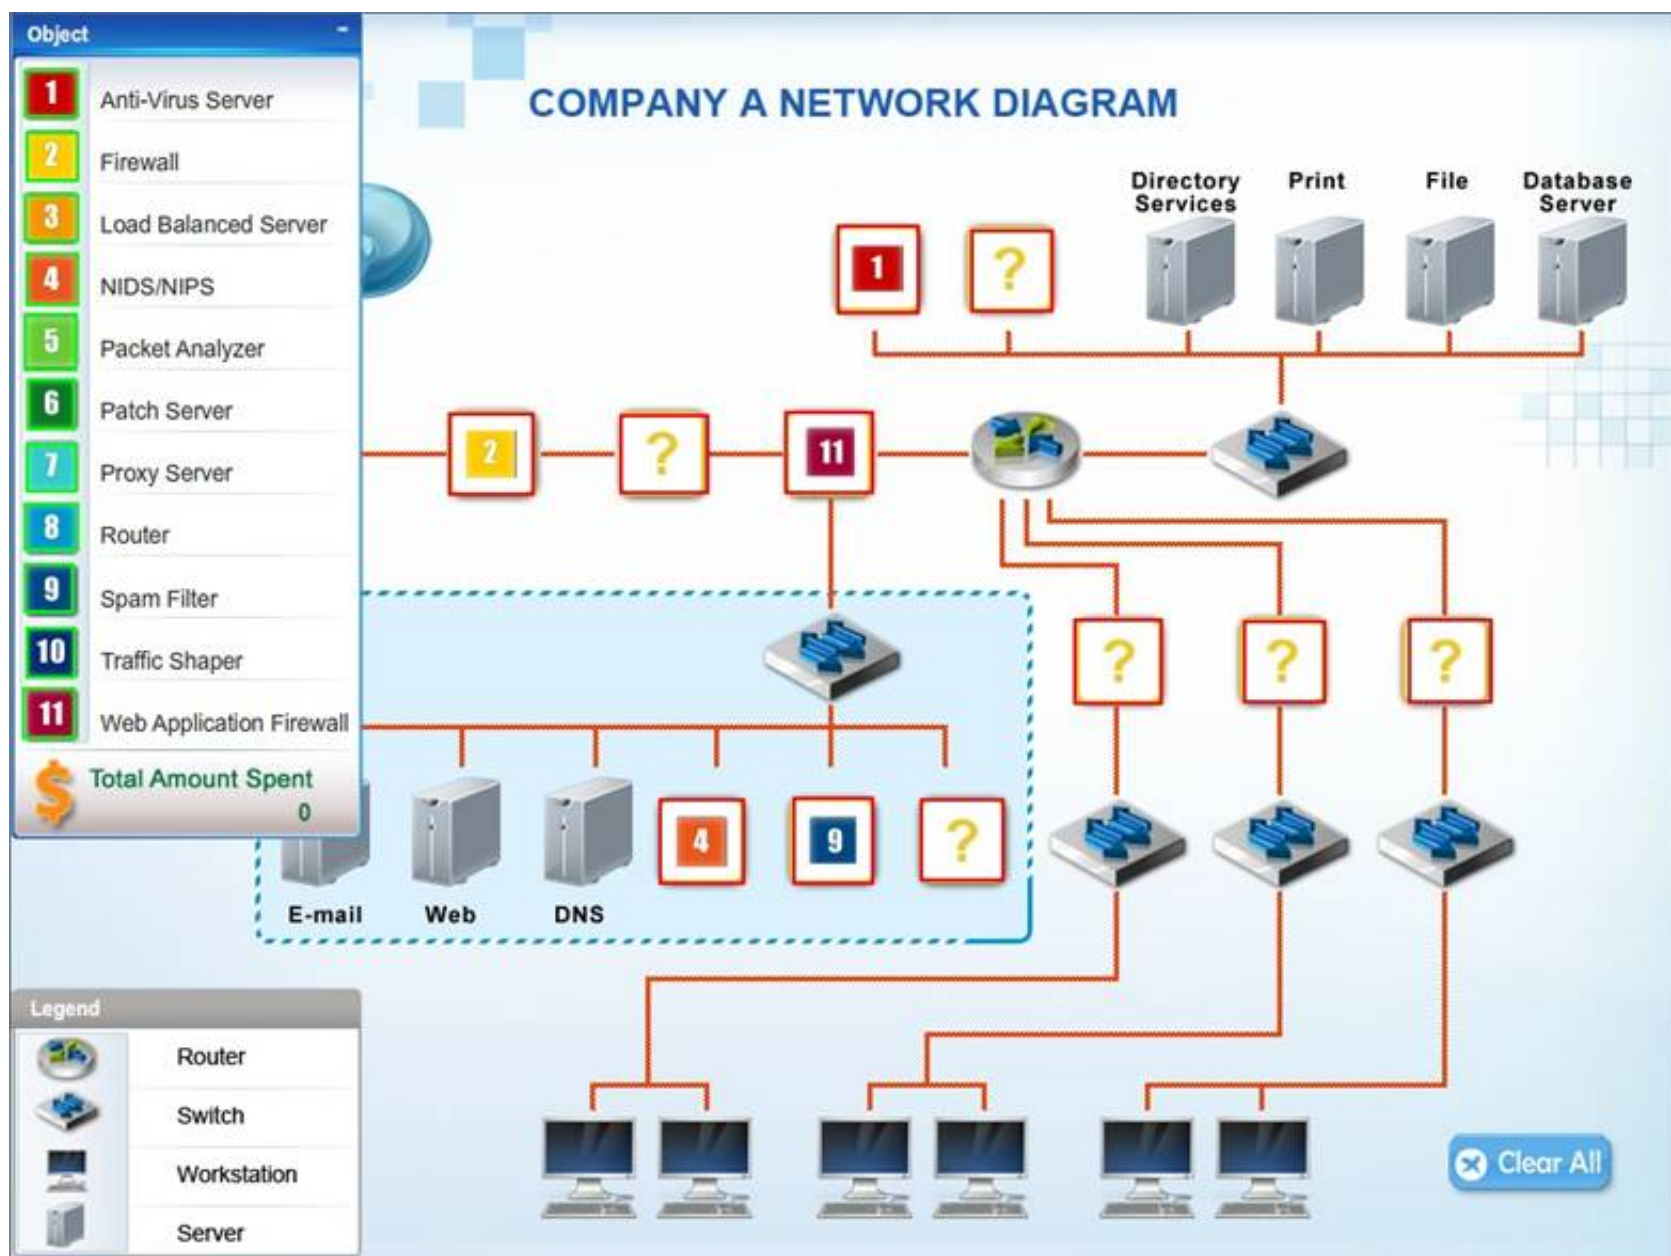 Object
-
1 Anti-Virus Server
2 Firewall
3 Load Balanced Server
4 NIDS/NIPS
5 Packet Analyzer
6 Patch Server
7 Proxy Server
8 Router
9 Spam Filter
10 Traffic Shaper
11 Web Application Firewall
$ Total Amount Spent
0
COMPANY A NETWORK DIAGRAM
Directory Services
Print
File
Database Server
1
?
2
?
11
?
?
?
4
9
?
E-mail
Web
DNS
Legend
Router
Switch
Workstation
Server
Clear All